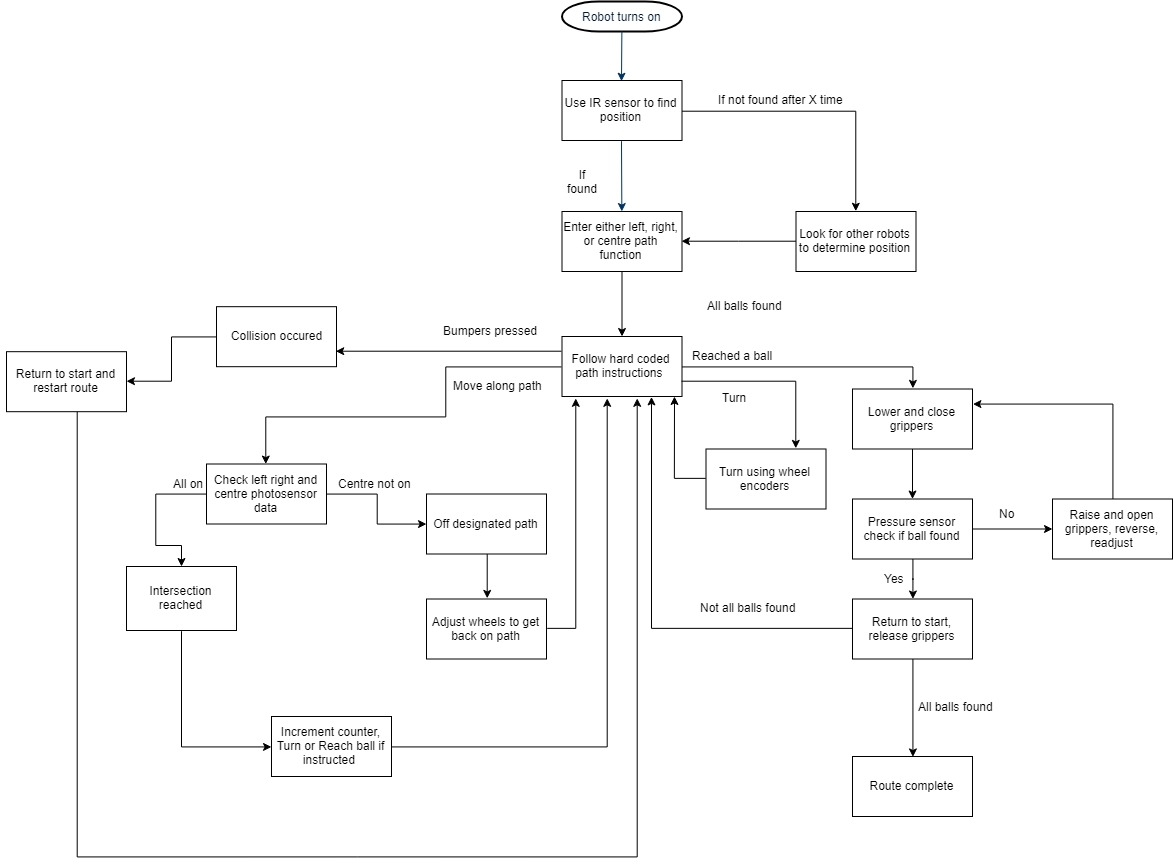 Robot turns on
Use IR sensor to find
position
If not found after X time
If
found
Enter either left, right,
or centre path
function
Look for other robots
to determine position
All balls found
Bumpers pressed
Collision occured
Return to start and
restart route
Follow hard coded
path instructions
Reached a ball
Move along path
Turn
Lower and close
grippers
Turn using wheel
encoders
All on
Check left right and
centre photosensor
data
Centre not on
Off designated path
Pressure sensor
check if ball found
No
Raise and open
grippers, reverse,
readjust
Yes
Intersection
reached
Adjust wheels to get
back on path
Not all balls found
Return to start,
release grippers
All balls found
Increment counter,
Turn or Reach ball if
instructed
Route complete